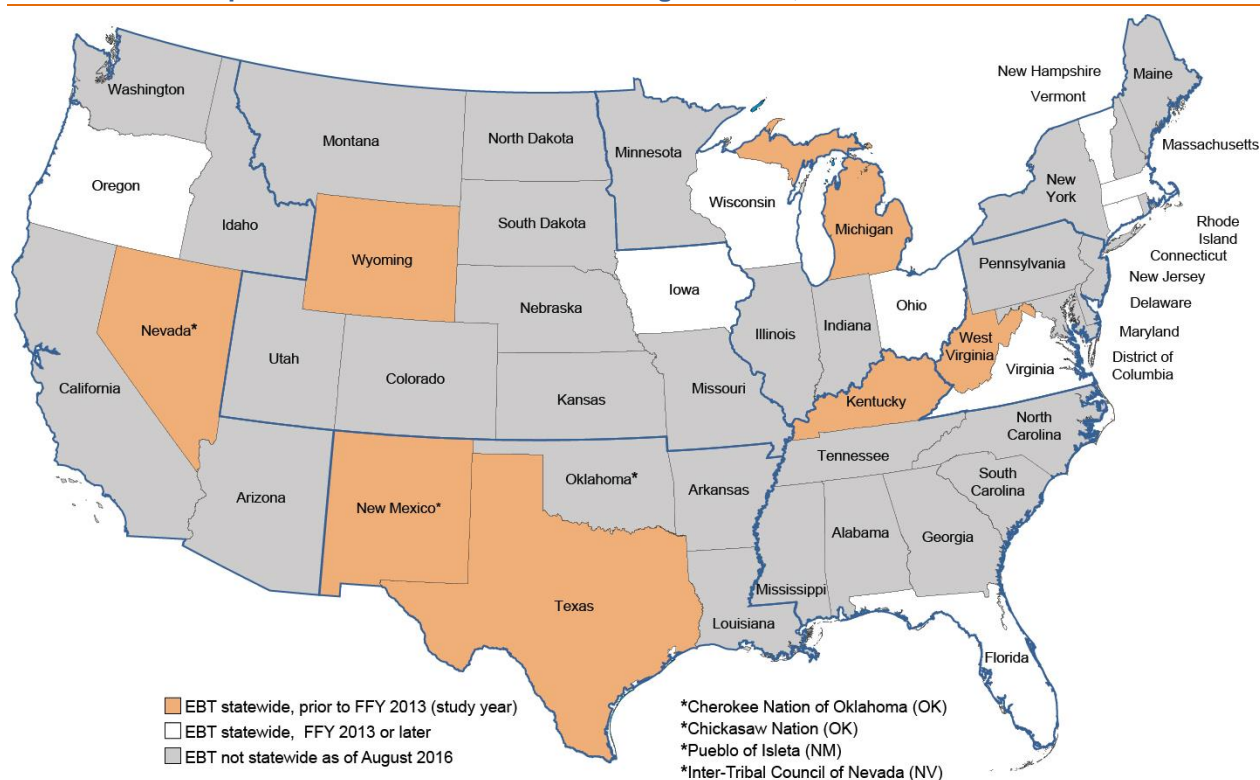 New Hampshire
Maine
Washington
Vermont
Montana
North Dakota
Minnesota
Massachusetts
Oregon
Wisconsin
New
York
Idaho
South Dakota
Michigan
Rhode
Island
Wyoming
Connecticut
Pennsylvania
New Jersey
Iowa
Nebraska
Ohio
Delaware
Nevada*
Illinois
Indiana
West
Virginia
Maryland
Utah
Virginia
District of
Columbia
Colorado
California
Kansas
Missouri
Kentucky
North
Carolina
Tennessee
Oklahoma*
South
Carolina
Arizona
New Mexico*
Arkansas
Alabama
Georgia
Mississippi
Texas
Louisiana
Florida
EBT statewide, prior to FFY 2013 (study year)
EBT statewide, FFY 2013 or later
EBT not statewide as of August 2016
*Cherokee Nation of Oklahoma (OK)
*Chickasaw Nation (OK)
*Pueblo of Isleta (NM)
*Inter-Tribal Council of Nevada (NV)